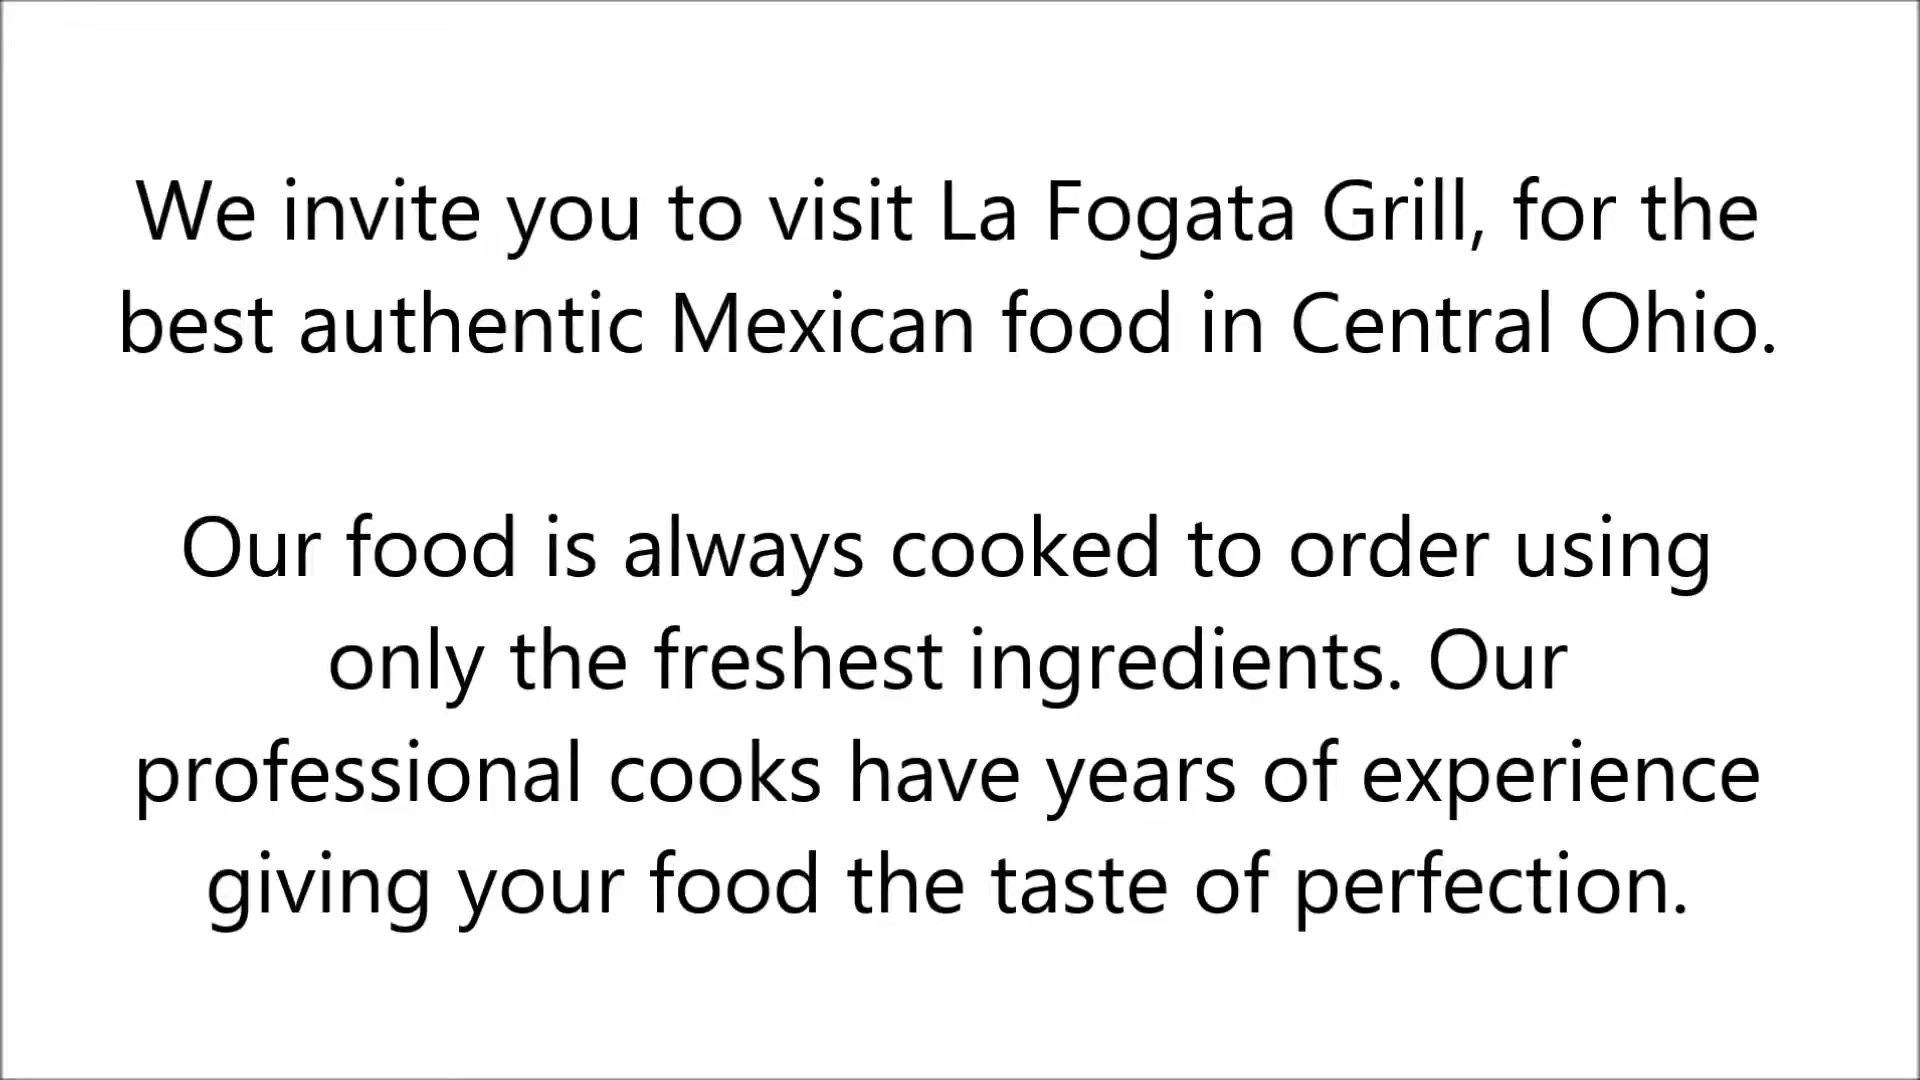 We invite you to visit La Fogata Grill, for the
best authentic Mexican food in Central Ohio.
Our food is always cooked to order using
only the freshest ingredients. Our
professional cooks have years of experience
giving your food the taste of perfection.